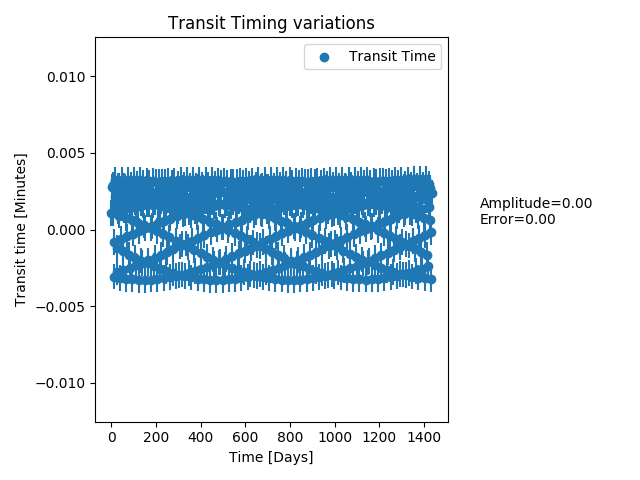 Transit Timing variations
Transit Time
0.010
0.005
0.000
−0.005
−0.010
Transit time [Minutes]
Amplitude=0.00
Error=0.00
0 200 400 600 800 1000 1200 1400
Time [Days]